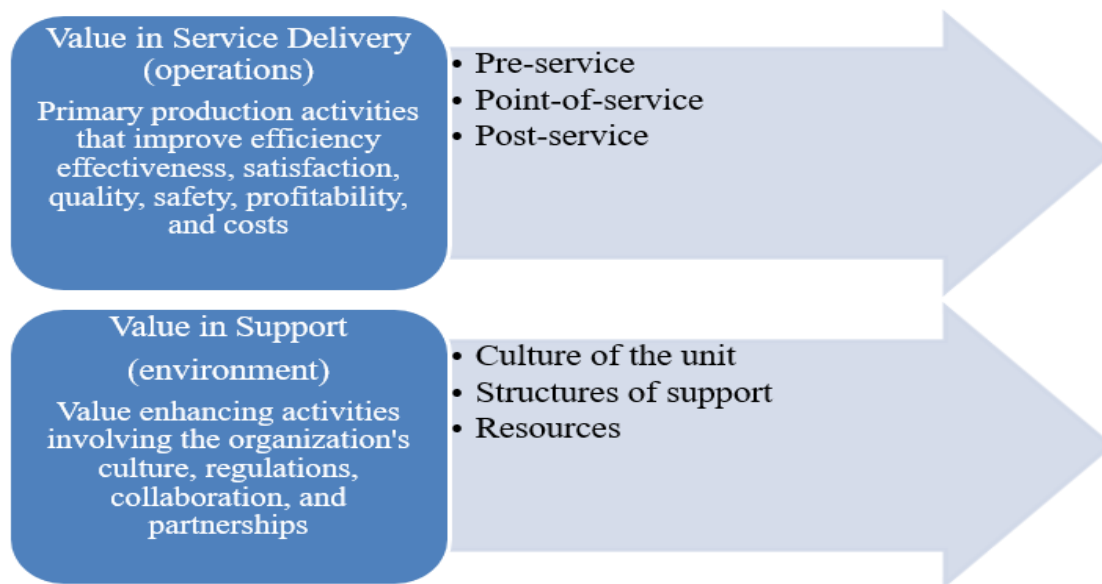 Value in Service Delivery
(operations)
Primary production activities
that improve efficiency
effectiveness, satisfaction,
quality, safety, profitability,
and costs
• Pre-service
• Point-of-service
• Post-service
Value in Support
(environment)
Value enhancing activities
involving the organization's
culture, regulations,
collaboration, and
partnerships
• Culture of the unit
• Structures of support
• Resources